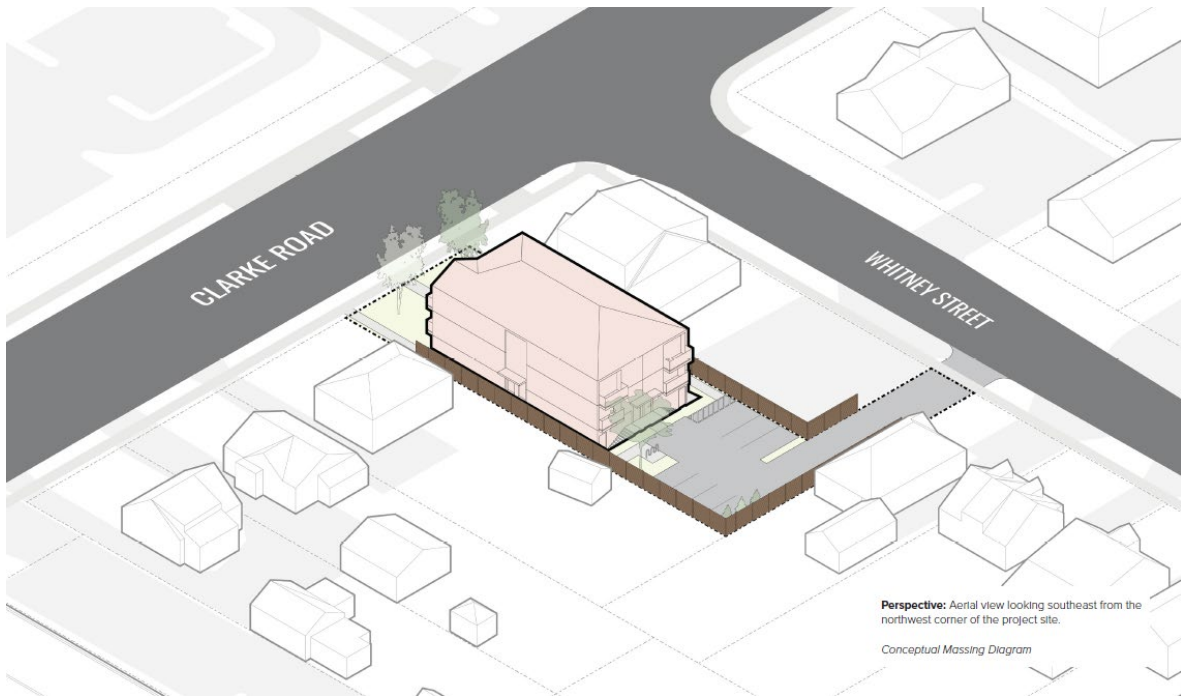 CLARKE ROAD
WHITNEY STREET
Perspective: Aerial view looking southeast from the
northwest corner of the project site.
Conceptual Massing Diagram